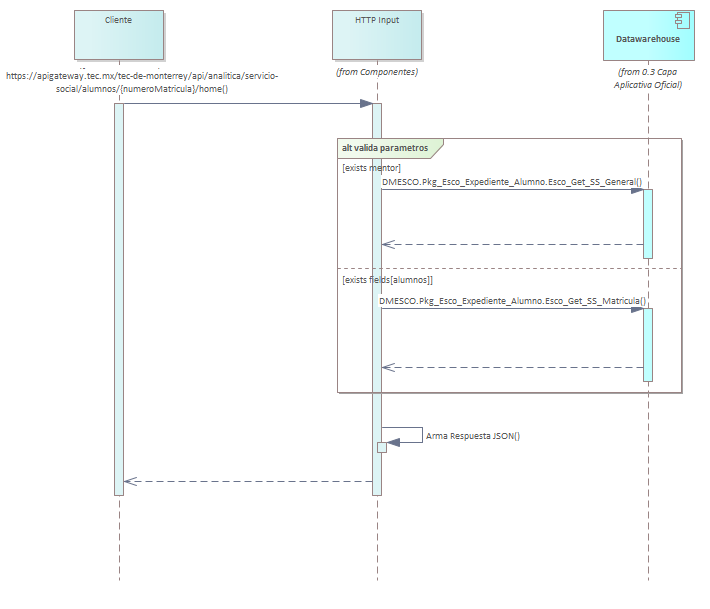 Cliente
HTTP Input
Datawarehouse
(from Componentes)
(from 0.3 Capa
Aplicativa Oficial)
https://apigateway.tec.mx/tec-de-monterrey/api/analitica/servicio-
social/alumnos/{numeroMatricula}/home()
alt valida parametros
[exists mentor]
DMESCO.Pkg_Esco_Expediente_Alumno.Esco_Get_SS_General()
[exists fields[alumnos]]
DMESCO.Pkg_Esco_Expediente_Alumno.Esco_Get_SS_Matricula()
Arma Respuesta JSON()